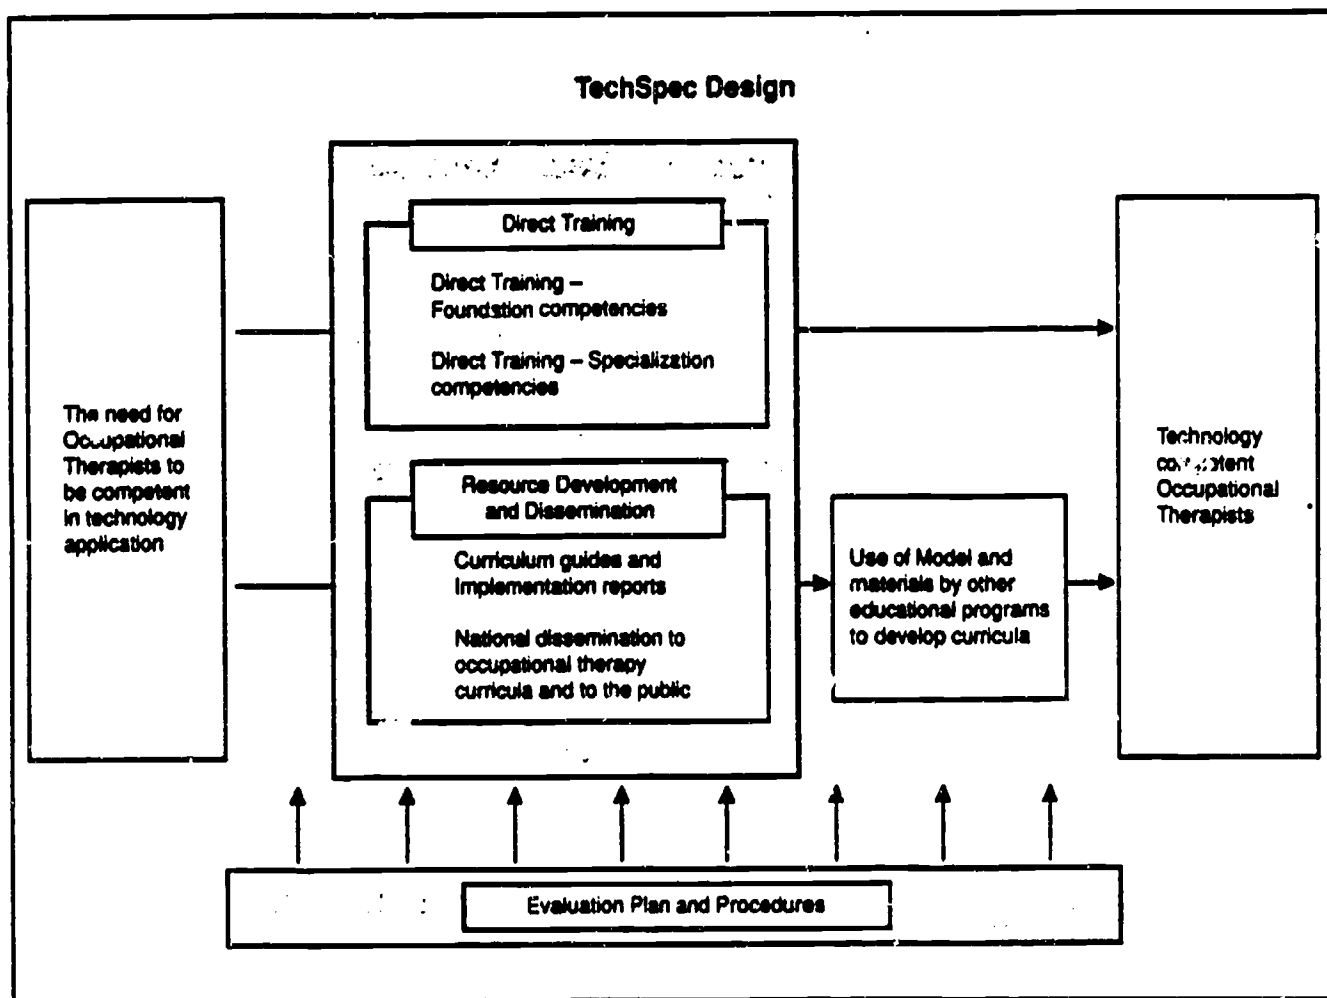 TechSpec Design
The need for
Occupational
Therapists to
be competent
in technology
application
Direct Training
Direct Training –
Foundation competencies
Direct Training – Specialization
competencies
Resource Development
and Dissemination
Curriculum guides and
Implementation reports
National dissemination to
occupational therapy
curricula and to the public
Use of Model and
materials by other
educational programs
to develop curricula
Technology
competent
Occupational
Therapists
Evaluation Plan and Procedures